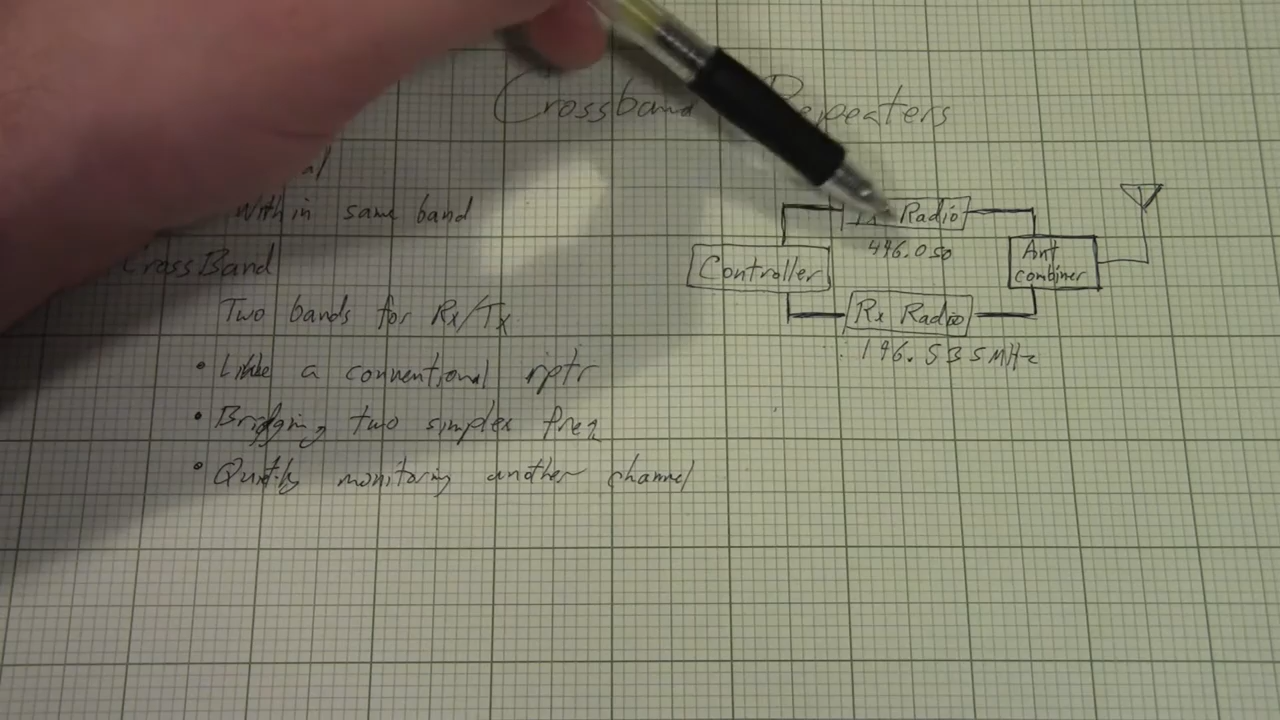 Crossband Repeaters
Within same band
CrossBand
Two bands for Rx/Tx
• Like a conventional rptr
• Bridging two simplex freq
• Quietly monitoring another channel
Radio
446.050
Controller
Ant
combiner
Rx Radio
146.535 MHz